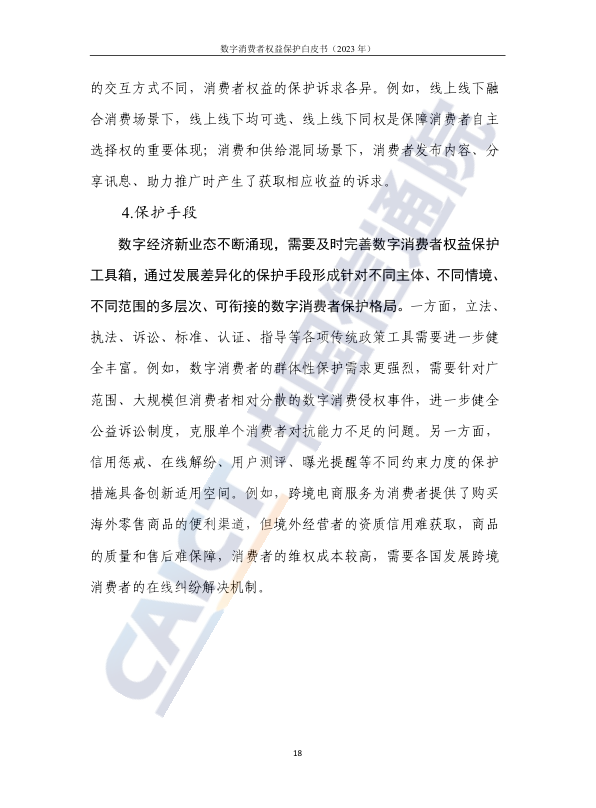 数字消费者权益保护白皮书（2023 年）
的交互方式不同，消费者权益的保护诉求各异。例如，线上线下融
合消费场景下，线上线下均可选、线上线下同权是保障消费者自主
选择权的重要体现；消费和供给混同场景下，消费者发布内容、分
享讯息、助力推广时产生了获取相应收益的诉求。
4.保护手段
数字经济新业态不断涌现，需要及时完善数字消费者权益保护
工具箱，通过发展差异化的保护手段形成针对不同主体、不同情境、
不同范围的多层次、可衔接的数字消费者保护格局。一方面，立法、
执法、诉讼、标准、认证、指导等各项传统政策工具需要进一步健
全丰富。例如，数字消费者的群体性保护需求更强烈，需要针对广
范围、大规模但消费者相对分散的数字消费侵权事件，进一步健全
公益诉讼制度，克服单个消费者对抗能力不足的问题。另一方面，
信用惩戒、在线解纷、用户测评、曝光提醒等不同约束力度的保护
措施具备创新适用空间。例如，跨境电商服务为消费者提供了购买
海外零售商品的便利渠道，但境外经营者的资质信用难获取，商品
的质量和售后难保障，消费者的维权成本较高，需要各国发展跨境
消费者的在线纠纷解决机制。
CAICT 中国信通院
18